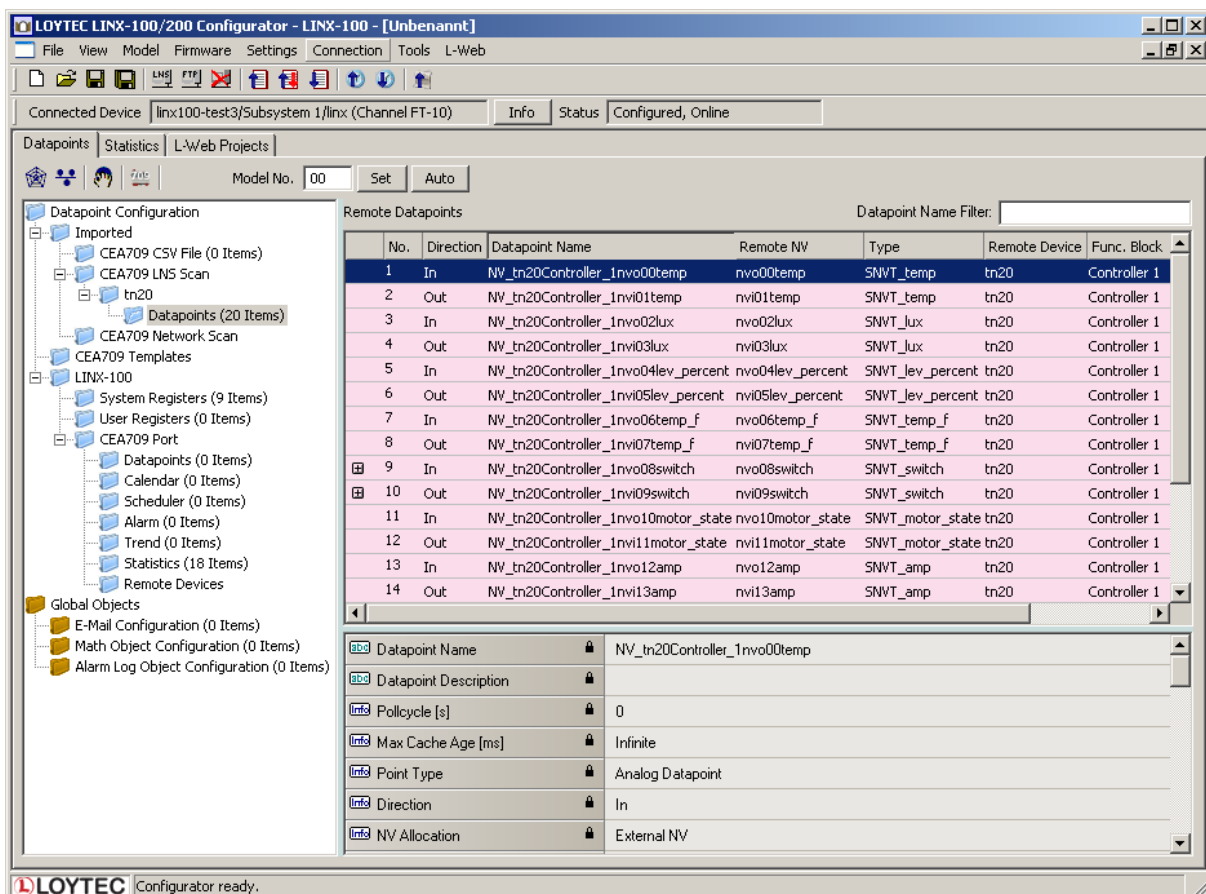 LOYTEC LINX-100/200 Configurator - LINX-100 - [Unbenannt]
File View Model Firmware Settings Connection Tools L-Web
LNS FTP
Connected Device linx100-test3/Subsystem 1/linx (Channel FT-10) Info Status Configured, Online
Datapoints Statistics L-Web Projects
Model No. 00 Set Auto
Datapoint Configuration
Imported
CEA709 CSV File (0 Items)
CEA709 LNS Scan
tn20
Datapoints (20 Items)
CEA709 Network Scan
CEA709 Templates
LINX-100
System Registers (9 Items)
User Registers (0 Items)
CEA709 Port
Datapoints (0 Items)
Calendar (0 Items)
Scheduler (0 Items)
Alarm (0 Items)
Trend (0 Items)
Statistics (18 Items)
Remote Devices
Global Objects
E-Mail Configuration (0 Items)
Math Object Configuration (0 Items)
Alarm Log Object Configuration (0 Items)
Remote Datapoints Datapoint Name Filter:
No. Direction Datapoint Name Remote NV Type Remote Device Func. Block
1 In NV_tn20Controller_1nvo00temp nvo00temp SNVT_temp tn20 Controller 1
2 Out NV_tn20Controller_1nvi01temp nvi01temp SNVT_temp tn20 Controller 1
3 In NV_tn20Controller_1nvo02lux nvo02lux SNVT_lux tn20 Controller 1
4 Out NV_tn20Controller_1nvi03lux nvi03lux SNVT_lux tn20 Controller 1
5 In NV_tn20Controller_1nvo04lev_percent nvo04lev_percent SNVT_lev_percent tn20 Controller 1
6 Out NV_tn20Controller_1nvi05lev_percent nvi05lev_percent SNVT_lev_percent tn20 Controller 1
7 In NV_tn20Controller_1nvo06temp_f nvo06temp_f SNVT_temp_f tn20 Controller 1
8 Out NV_tn20Controller_1nvi07temp_f nvi07temp_f SNVT_temp_f tn20 Controller 1
9 In NV_tn20Controller_1nvo08switch nvo08switch SNVT_switch tn20 Controller 1
10 Out NV_tn20Controller_1nvi09switch nvi09switch SNVT_switch tn20 Controller 1
11 In NV_tn20Controller_1nvo10motor_state nvo10motor_state SNVT_motor_state tn20 Controller 1
12 Out NV_tn20Controller_1nvi11motor_state nvi11motor_state SNVT_motor_state tn20 Controller 1
13 In NV_tn20Controller_1nvo12amp nvo12amp SNVT_amp tn20 Controller 1
14 Out NV_tn20Controller_1nvi13amp nvi13amp SNVT_amp tn20 Controller 1
abc Datapoint Name NV_tn20Controller_1nvo00temp
abc Datapoint Description
Info Pollcycle [s] 0
Info Max Cache Age [ms] Infinite
Info Point Type Analog Datapoint
Info Direction In
Info NV Allocation External NV
LOYTEC Configurator ready.